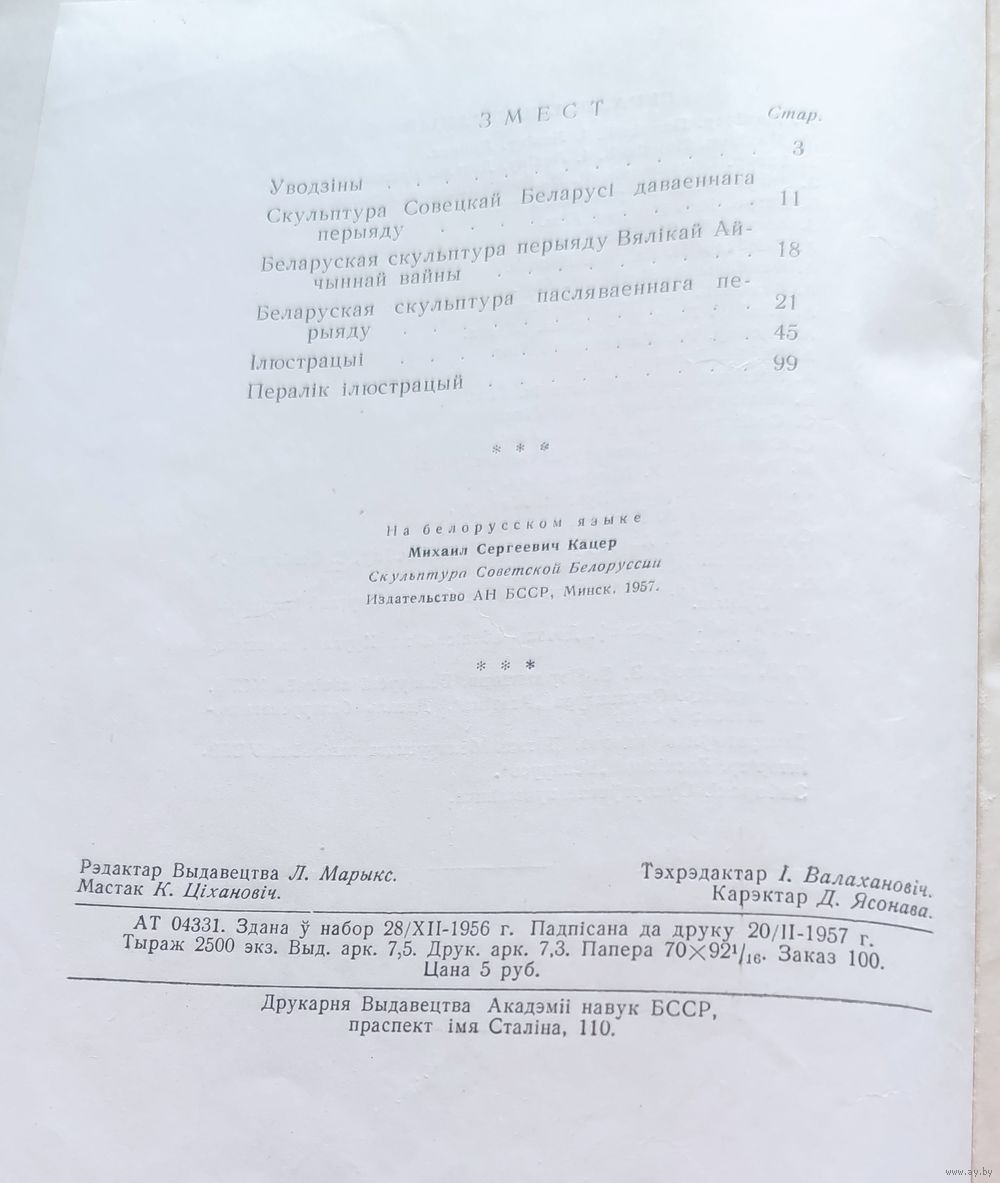 ЗМЕСТ
Стар.
Уводзіны . . . . . . . . . . . 3
Скульптура Совецкай Беларусі даваеннага
перыяду . . . . . . . . . 11
Беларуская скульптура перыяду Вялікай Ай-
чыннай вайны . . . . . . . 18
Беларуская скульптура пасляваеннага пе-
рыяду . . . . . . . . . . 21
Ілюстрацыі . . . . . . . . . . 45
Пералік ілюстрацый . . . . . . . . 99
* * *
На белорусском языке
Михаил Сергеевич Кацер
Скульптура Советской Белоруссии
Издательство АН БССР, Минск. 1957.
* * *
Рэдактар Выдавецтва Л. Марыкс.
Мастак К. Ціхановіч.
Тэхрэдактар І. Валахановіч.
Карэктар Д. Ясонава.
АТ 04331. Здана ў набор 28/XII-1956 г. Падпісана да друку 20/II-1957 г.
Тыраж 2500 экз. Выд. арк. 7,5. Друк. арк. 7,3. Папера 70×92¹/₁₆. Заказ 100.
Цана 5 руб.
Друкарня Выдавецтва Акадэміі навук БССР,
праспект імя Сталіна, 110.
www.ay.by